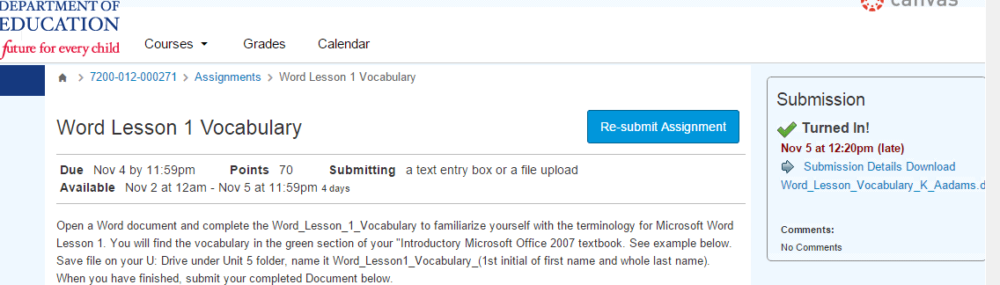 DEPARTMENT OF
EDUCATION
future for every child
canvas
Courses
Grades
Calendar
7200-012-000271 > Assignments > Word Lesson 1 Vocabulary
Word Lesson 1 Vocabulary
Re-submit Assignment
Due Nov 4 by 11:59pm Points 70 Submitting a text entry box or a file upload
Available Nov 2 at 12am - Nov 5 at 11:59pm 4 days
Open a Word document and complete the Word_Lesson_1_Vocabulary to familiarize yourself with the terminology for Microsoft Word
Lesson 1. You will find the vocabulary in the green section of your "Introductory Microsoft Office 2007 textbook. See example below.
Save file on your U: Drive under Unit 5 folder, name it Word_Lesson1_Vocabulary_(1st initial of first name and whole last name).
When you have finished, submit your completed Document below.
Submission
Turned In!
Nov 5 at 12:20pm (late)
Submission Details Download
Word_Lesson_Vocabulary_K_Aadams.d
Comments:
No Comments